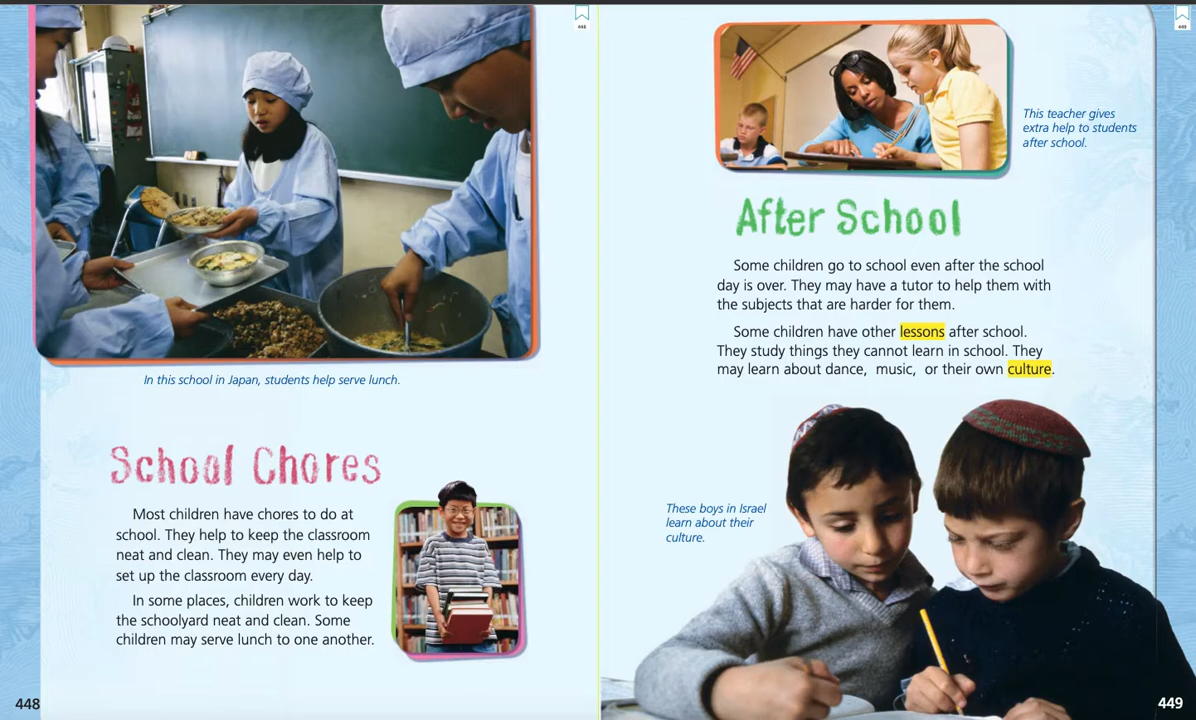 448
In this school in Japan, students help serve lunch.
School Chores
Most children have chores to do at
school. They help to keep the classroom
neat and clean. They may even help to
set up the classroom every day.
In some places, children work to keep
the schoolyard neat and clean. Some
children may serve lunch to one another.
448
449
This teacher gives
extra help to students
after school.
After School
Some children go to school even after the school
day is over. They may have a tutor to help them with
the subjects that are harder for them.
Some children have other lessons after school.
They study things they cannot learn in school. They
may learn about dance, music, or their own culture.
These boys in Israel
learn about their
culture.
449